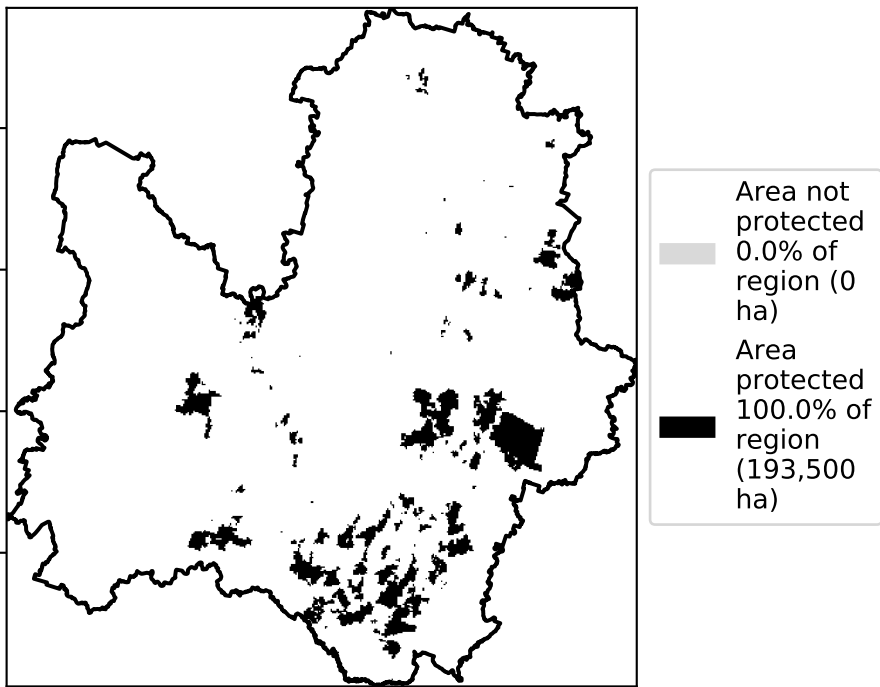 Area not
protected
0.0% of
region (0
ha)
Area
protected
100.0% of
region
(193,500
ha)